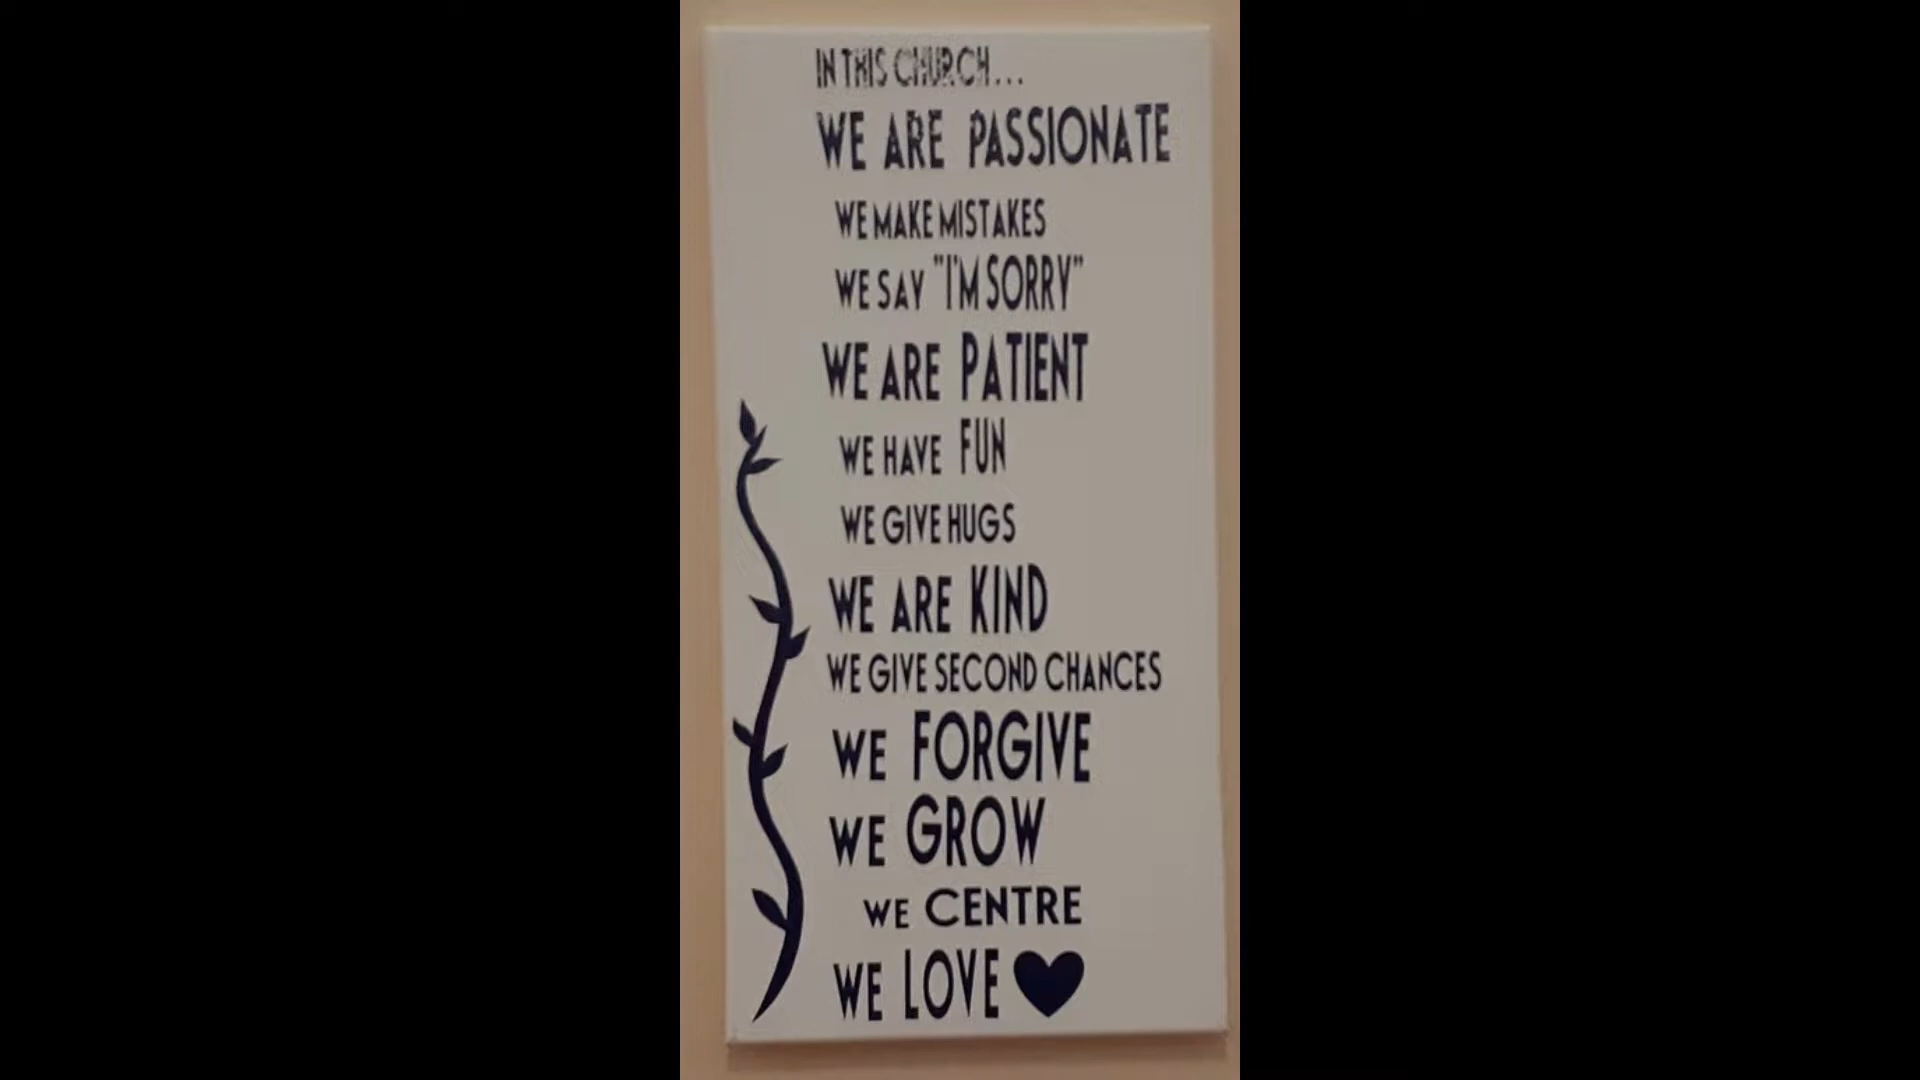 IN THIS CHURCH...
WE ARE PASSIONATE
WE MAKE MISTAKES
WE SAY "I'M SORRY"
WE ARE PATIENT
WE HAVE FUN
WE GIVE HUGS
WE ARE KIND
WE GIVE SECOND CHANCES
WE FORGIVE
WE GROW
WE CENTRE
WE LOVE